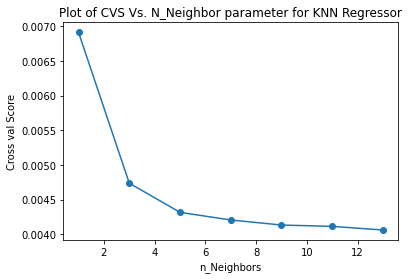 Plot of CVS Vs. N_Neighbor parameter for KNN Regressor
0.0070
0.0065
0.0060
0.0055
0.0050
0.0045
0.0040
Cross val Score
2 4 6 8 10 12
n_Neighbors